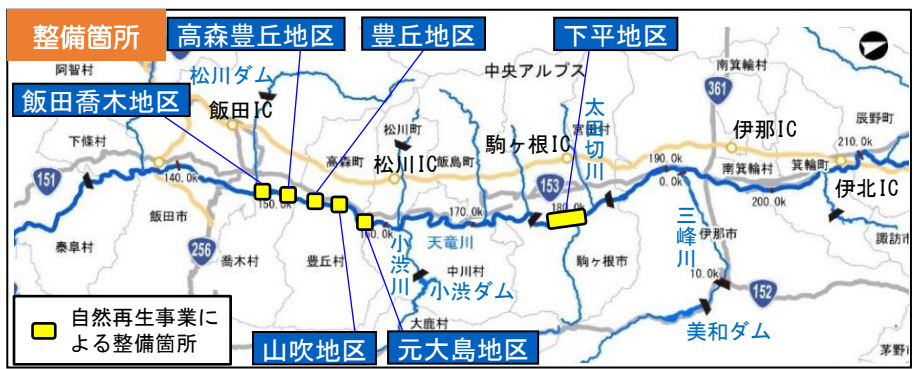 整備箇所
高森豊丘地区
豊丘地区
下平地区
阿智村
松川ダム
中央アルプス
南箕輪村
361
飯田喬木地区
飯田IC
太田切川
宮田村
辰野町
下條村
松川町
駒ヶ根IC
伊那IC
210.0k
151
高森町
松川IC
飯島町
190.0k
南箕輪村
箕輪町
伊北IC
140.0k
153
0.0k
200.0k
150.0k
170.0k
180.0k
飯田市
160.0k
天竜川
三峰川
伊那市
諏訪市
泰阜村
256
喬木村
豊丘村
小渋川
中川村
駒ヶ根市
10.0k
152
小渋ダム
自然再生事業に
よる整備箇所
大鹿村
美和ダム
山吹地区
元大島地区
茅野市